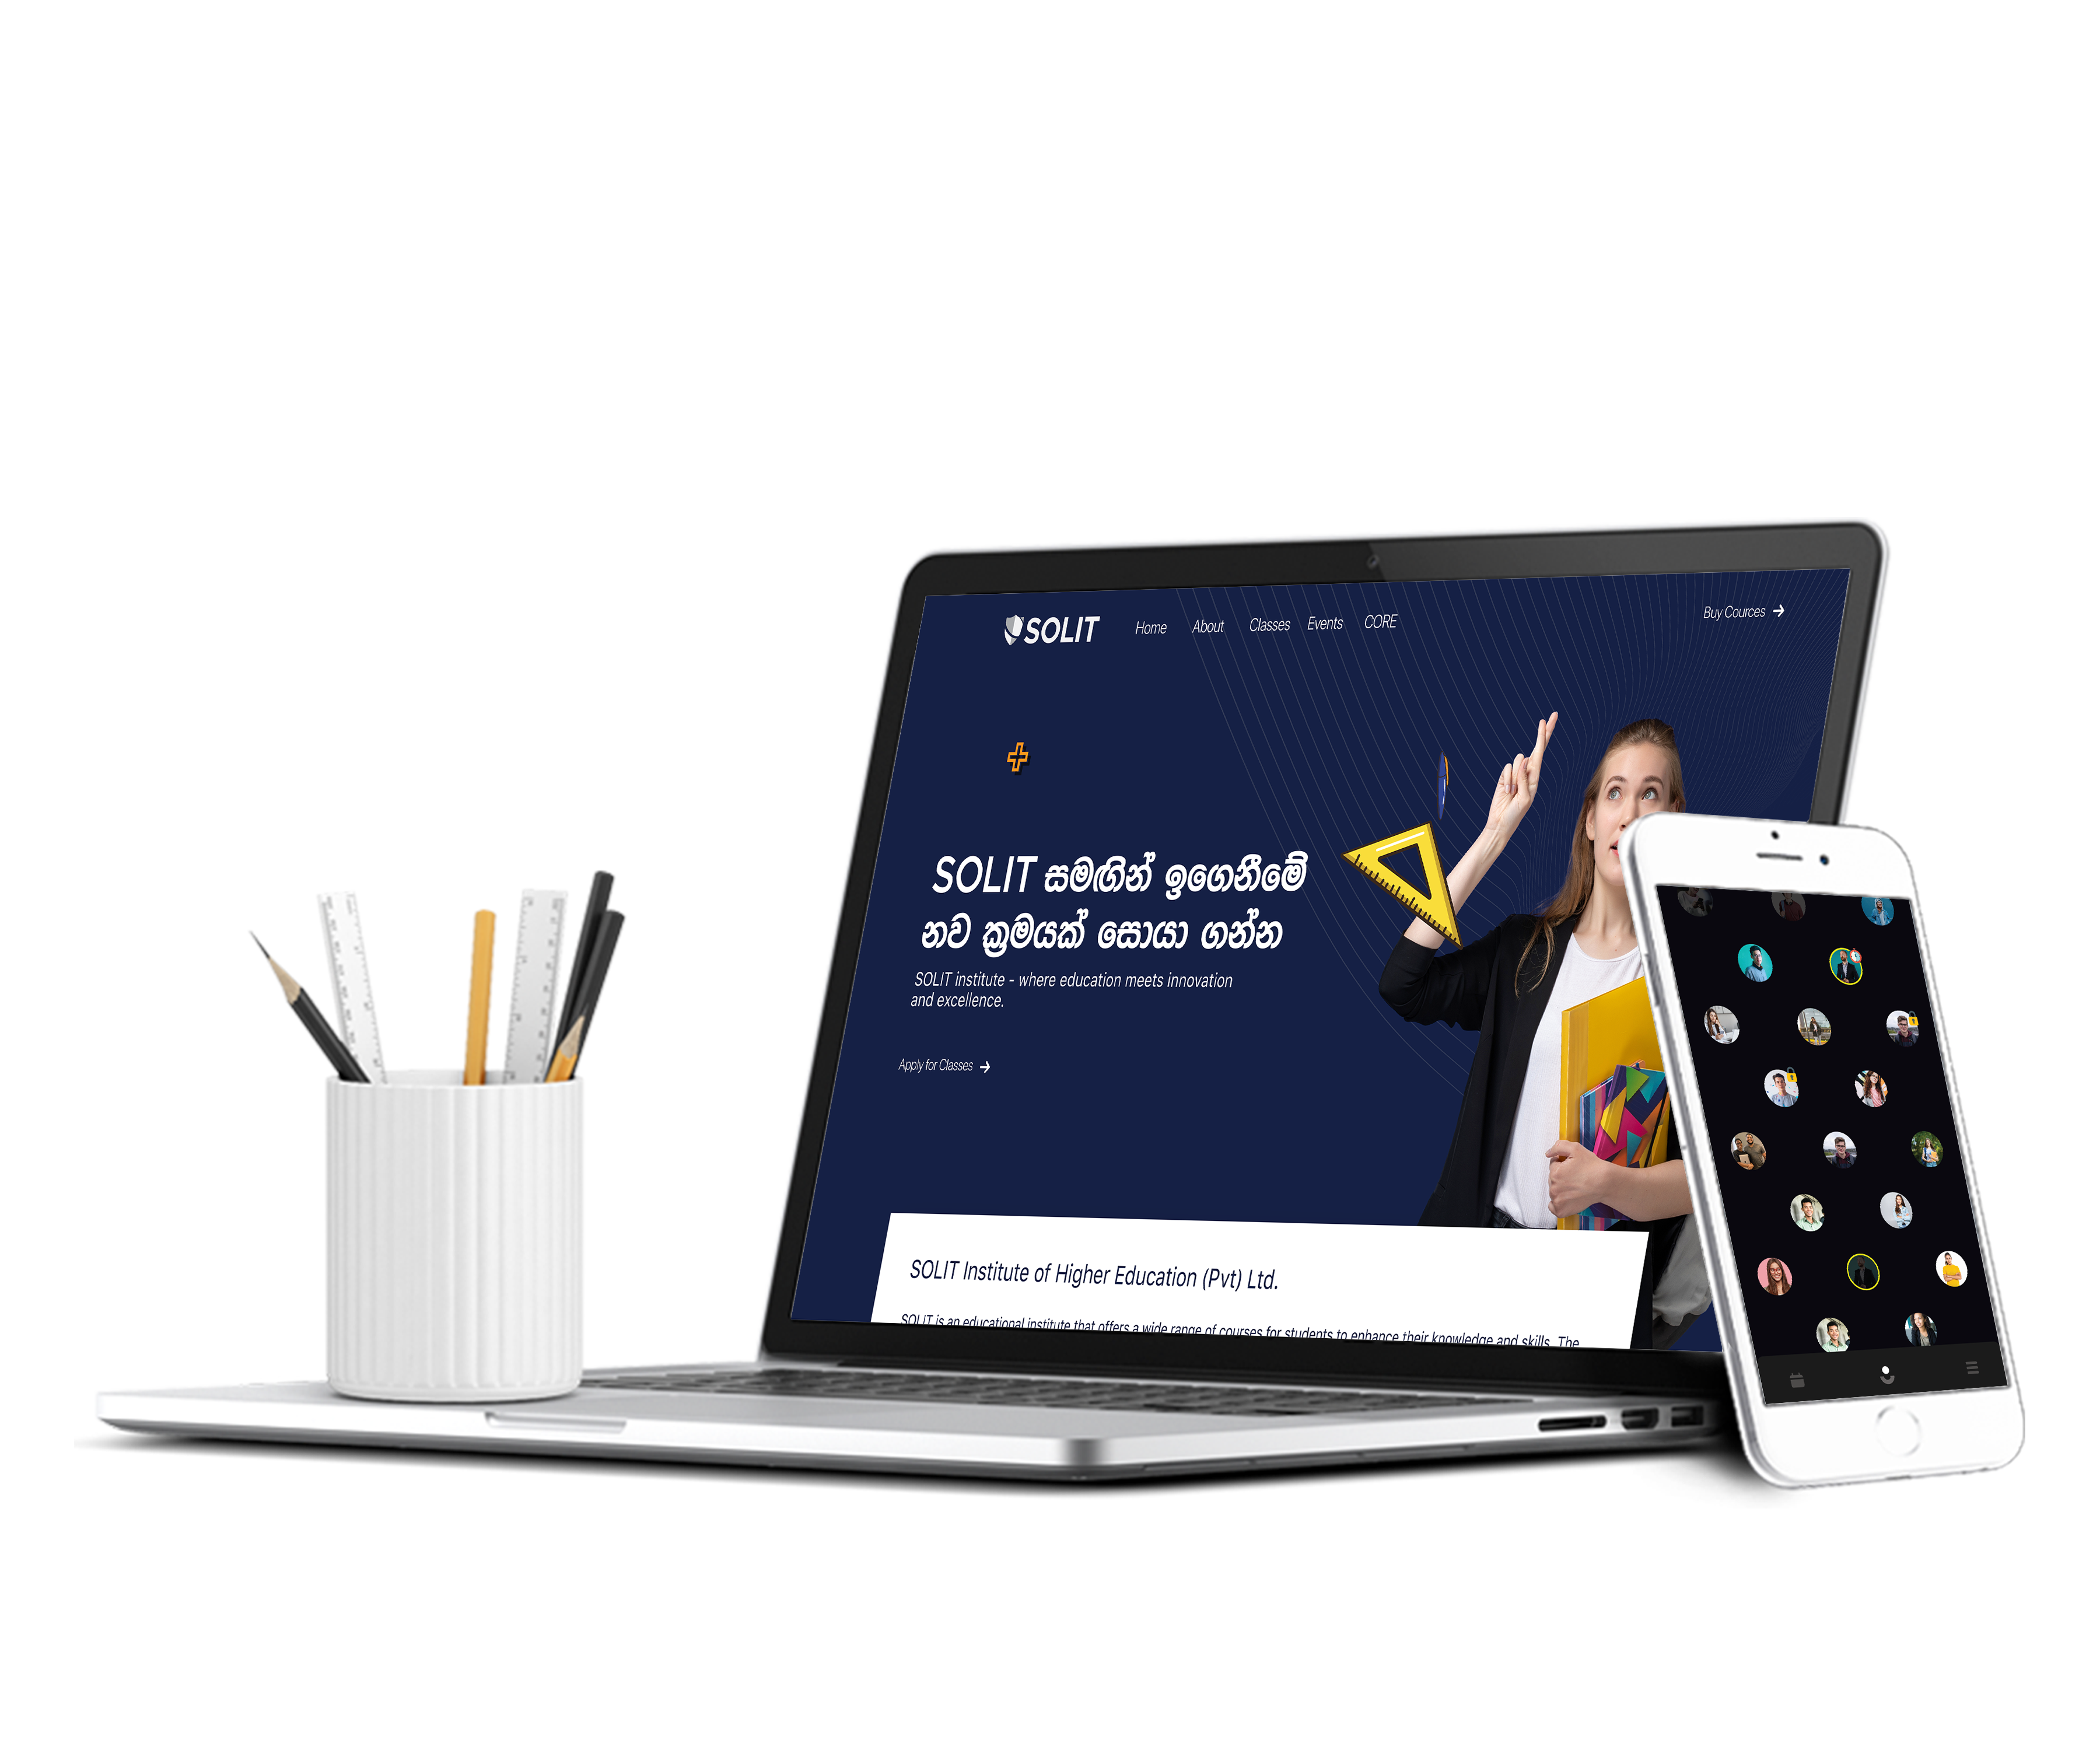 SOLIT
Home About Classes Events CORE
Buy Cources
SOLIT සමඟින් ඉගෙනීමේ
නව ක්‍රමයක් සොයා ගන්න
SOLIT institute - where education meets innovation
and excellence.
Apply for Classes
SOLIT Institute of Higher Education (Pvt) Ltd.
SOLIT is an educational institute that offers a wide range of courses for students to enhance their knowledge and skills. The